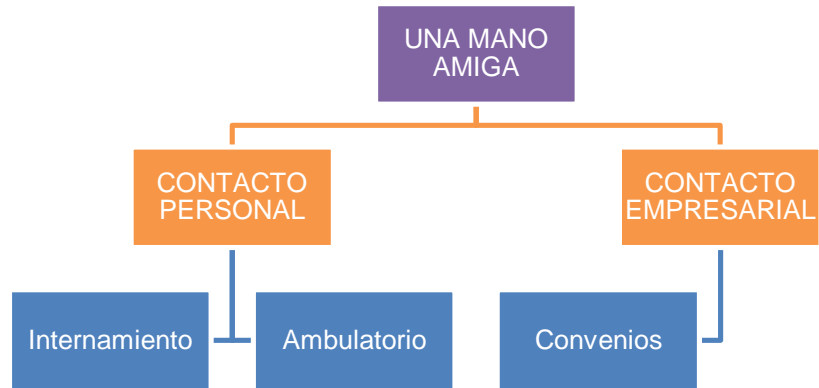 UNA MANO
AMIGA
CONTACTO
PERSONAL
CONTACTO
EMPRESARIAL
Internamiento
Ambulatorio
Convenios